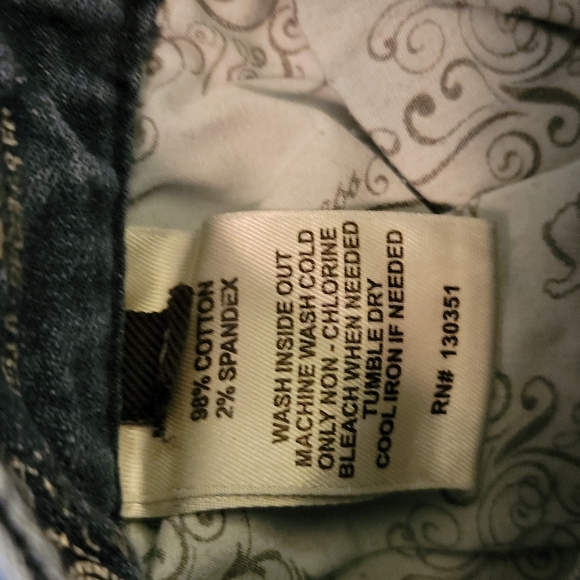 98% COTTON
2% SPANDEX
WASH INSIDE OUT
MACHINE WASH COLD
ONLY NON - CHLORINE
BLEACH WHEN NEEDED
TUMBLE DRY
COOL IRON IF NEEDED
RN# 130351